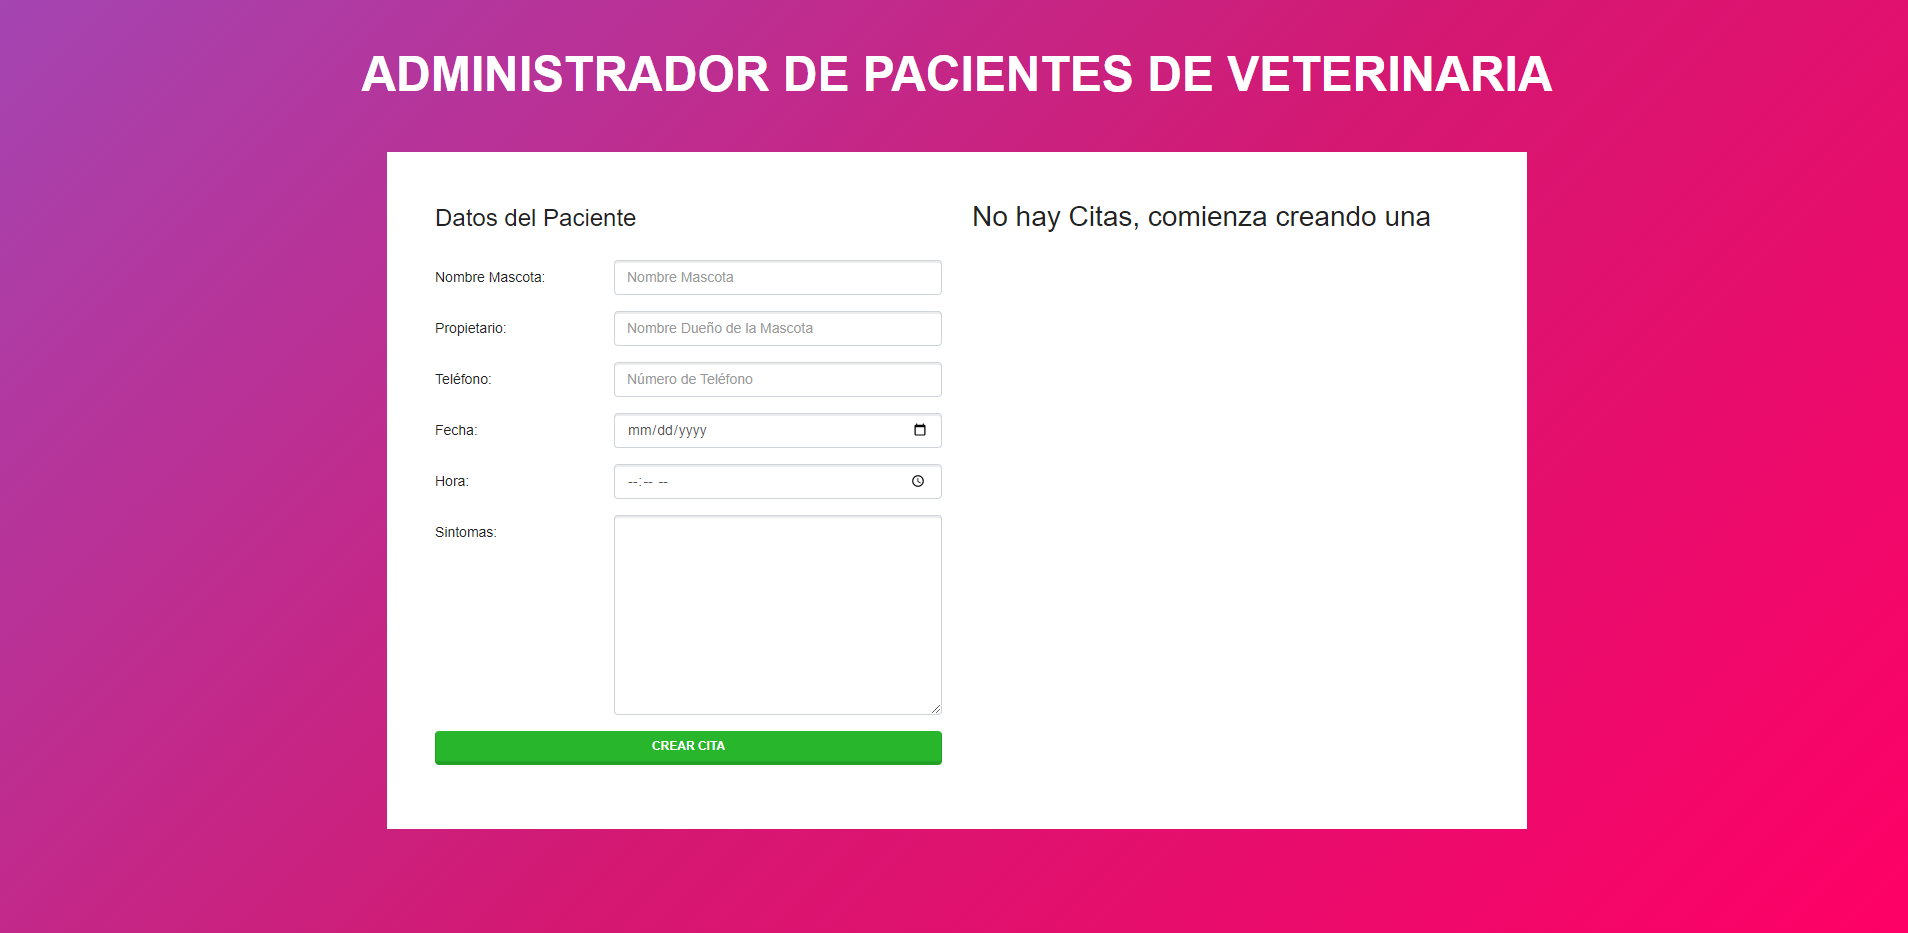 ADMINISTRADOR DE PACIENTES DE VETERINARIA
Datos del Paciente
Nombre Mascota:
Nombre Mascota
Propietario:
Nombre Dueño de la Mascota
Teléfono:
Número de Teléfono
Fecha:
mm/dd/yyyy
Hora:
--:-- --
Sintomas:
CREAR CITA
No hay Citas, comienza creando una